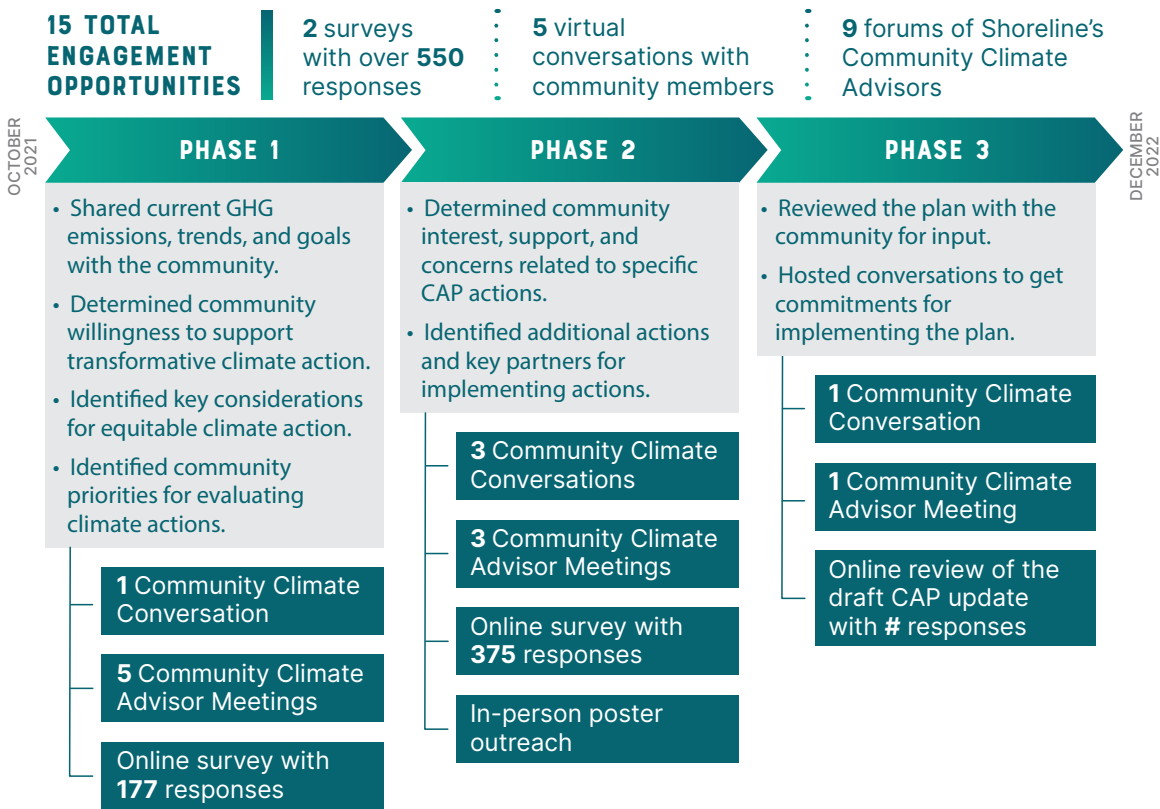 15 TOTAL
ENGAGEMENT
OPPORTUNITIES
2 surveys
with over 550
responses
5 virtual
conversations with
community members
9 forums of Shoreline’s
Community Climate
Advisors
OCTOBER
2021
PHASE 1
PHASE 2
PHASE 3
DECEMBER
2022
• Shared current GHG
emissions, trends, and goals
with the community.
• Determined community
willingness to support
transformative climate action.
• Identified key considerations
for equitable climate action.
• Identified community
priorities for evaluating
climate actions.
1 Community Climate
Conversation
5 Community Climate
Advisor Meetings
Online survey with
177 responses
• Determined community
interest, support, and
concerns related to specific
CAP actions.
• Identified additional actions
and key partners for
implementing actions.
3 Community Climate
Conversations
3 Community Climate
Advisor Meetings
Online survey with
375 responses
In-person poster
outreach
• Reviewed the plan with the
community for input.
• Hosted conversations to get
commitments for
implementing the plan.
1 Community Climate
Conversation
1 Community Climate
Advisor Meeting
Online review of the
draft CAP update
with # responses